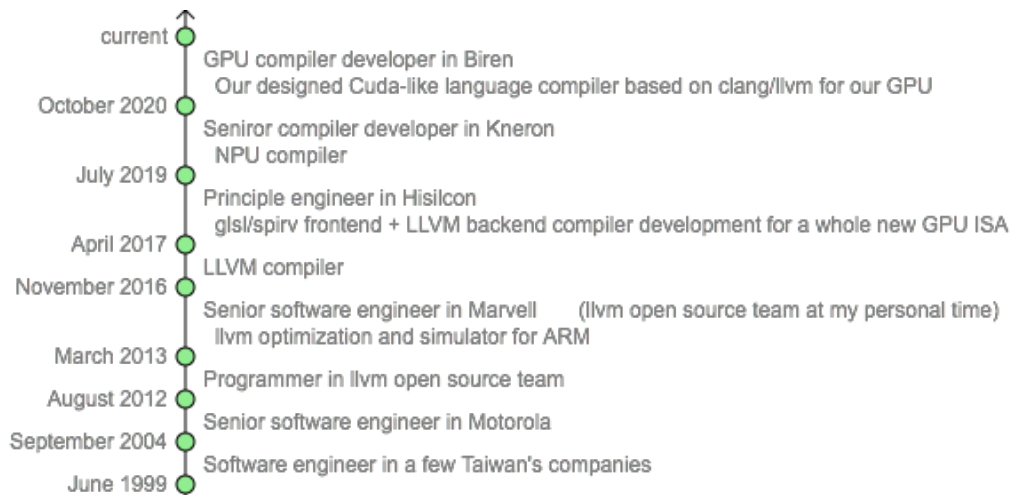 current
GPU compiler developer in Biren
Our designed Cuda-like language compiler based on clang/llvm for our GPU
October 2020
Seniror compiler developer in Kneron
NPU compiler
July 2019
Principle engineer in Hisilcon
glsl/spirv frontend + LLVM backend compiler development for a whole new GPU ISA
April 2017
LLVM compiler
November 2016
Senior software engineer in Marvell (llvm open source team at my personal time)
llvm optimization and simulator for ARM
March 2013
Programmer in llvm open source team
August 2012
Senior software engineer in Motorola
September 2004
Software engineer in a few Taiwan's companies
June 1999